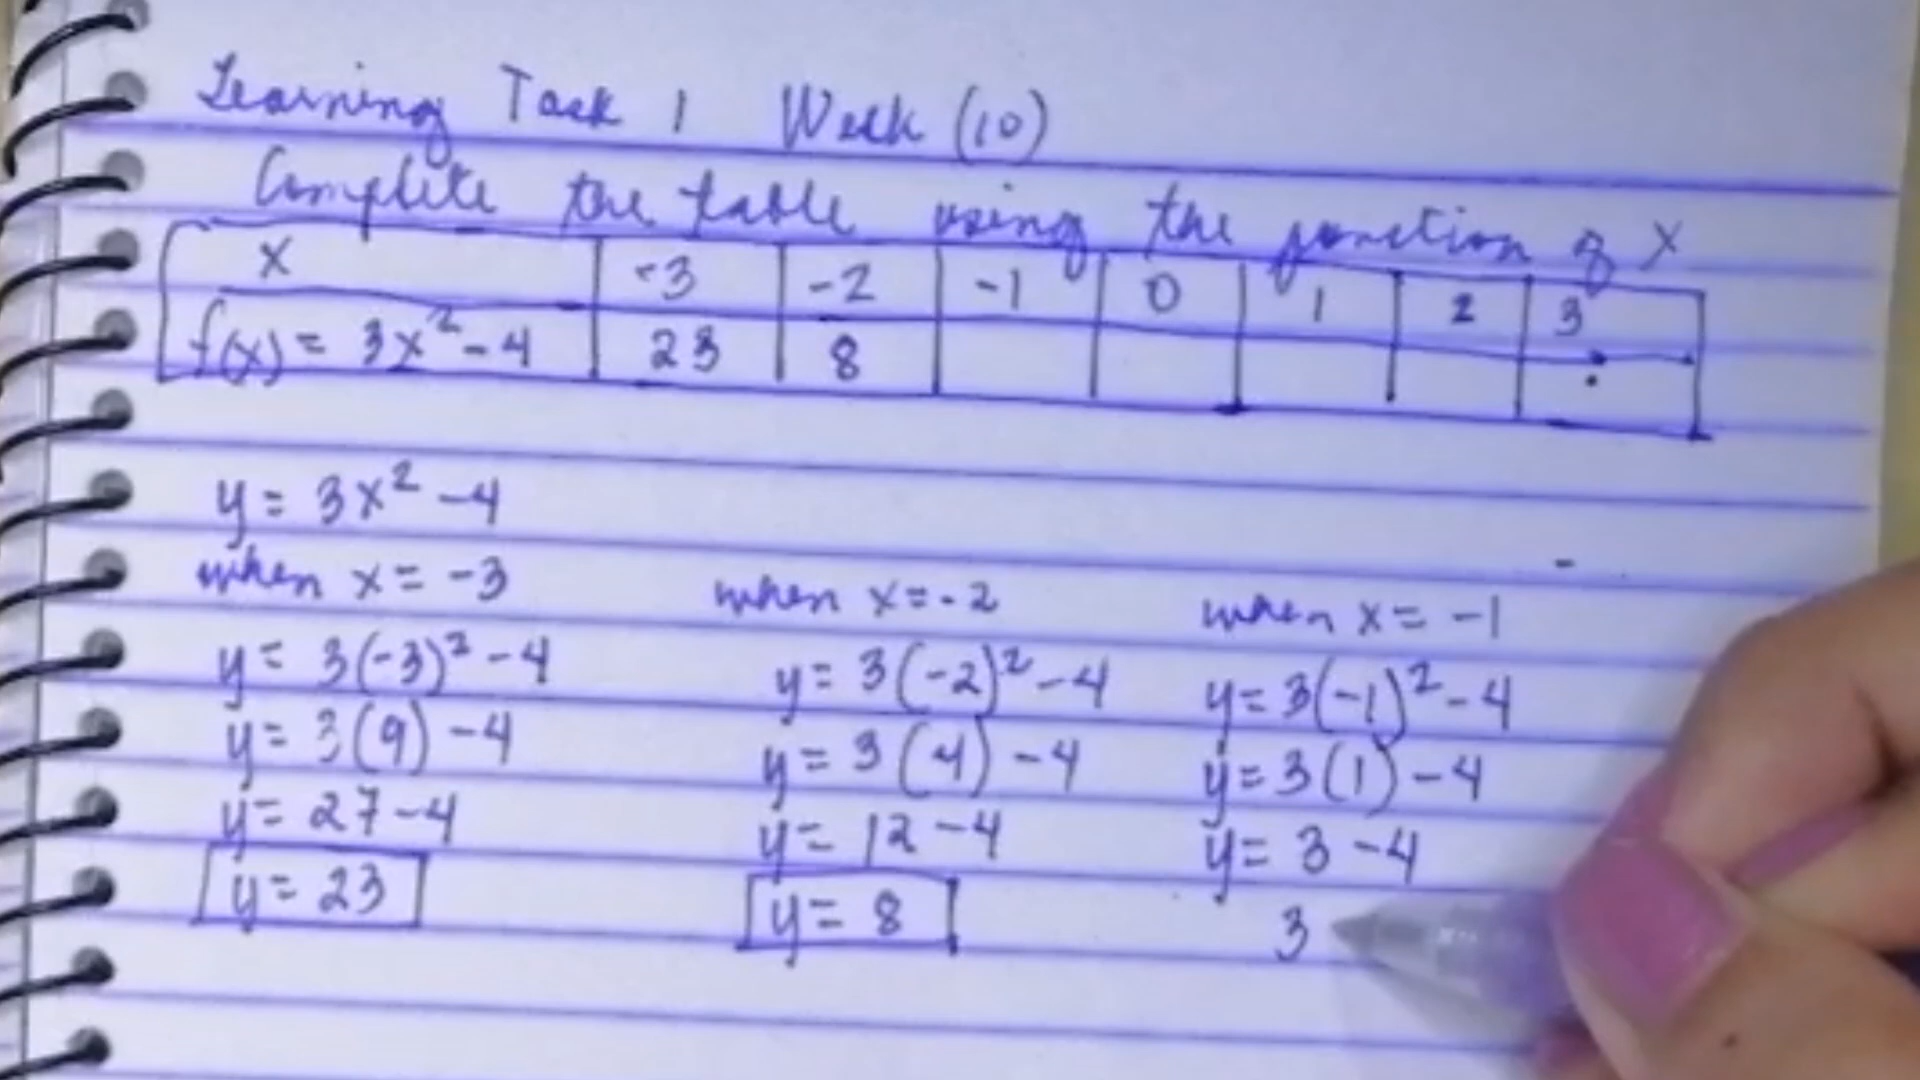 Learning Task 1 Week (10)
Complete the table using the function of X
x -3 -2 -1 0 1 2 3
f(x) = 3x² - 4 23 8
y = 3x² - 4
when x = -3 when x = -2 when x = -1
y = 3(-3)² - 4 y = 3(-2)² - 4 y = 3(-1)² - 4
y = 3(9) - 4 y = 3(4) - 4 y = 3(1) - 4
y = 27 - 4 y = 12 - 4 y = 3 - 4
y = 23 y = 8 3